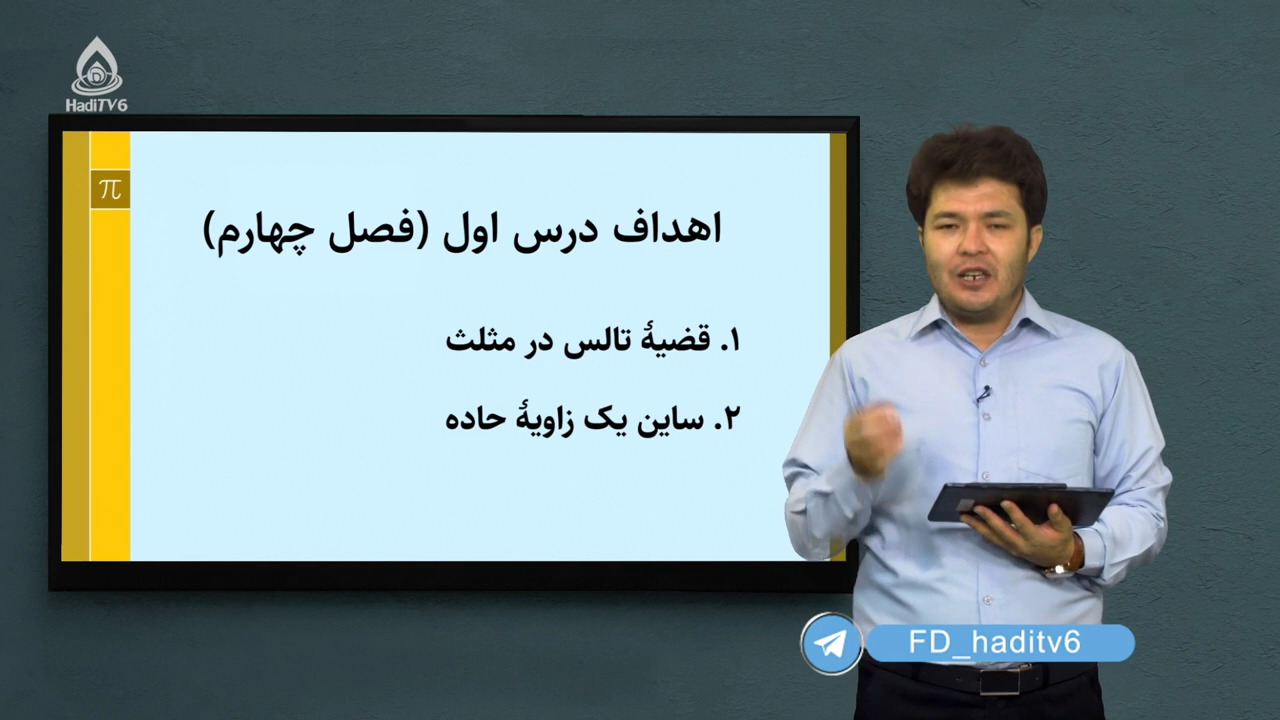 HadiTV6
π
اهداف درس اول (فصل چهارم)
۱. قضیهٔ تالس در مثلث
۲. ساین یک زاویهٔ حاده
FD_haditv6